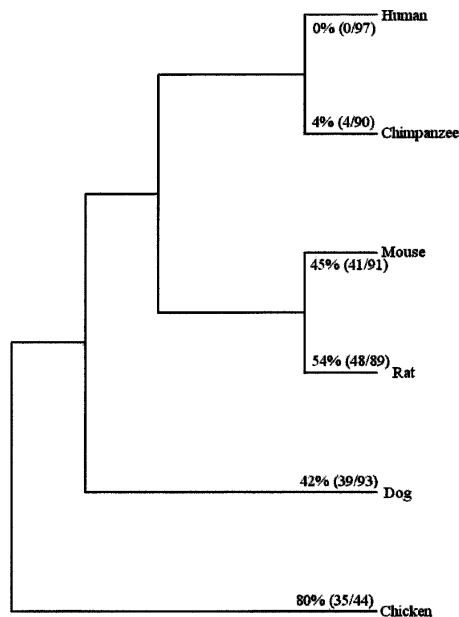 Human
0% (0/97)
4% (4/90)
Chimpanzee
Mouse
45% (41/91)
54% (48/89)
Rat
42% (39/93)
Dog
80% (35/44)
Chicken